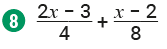 8 (2x − 3)/4 + (x − 2)/8